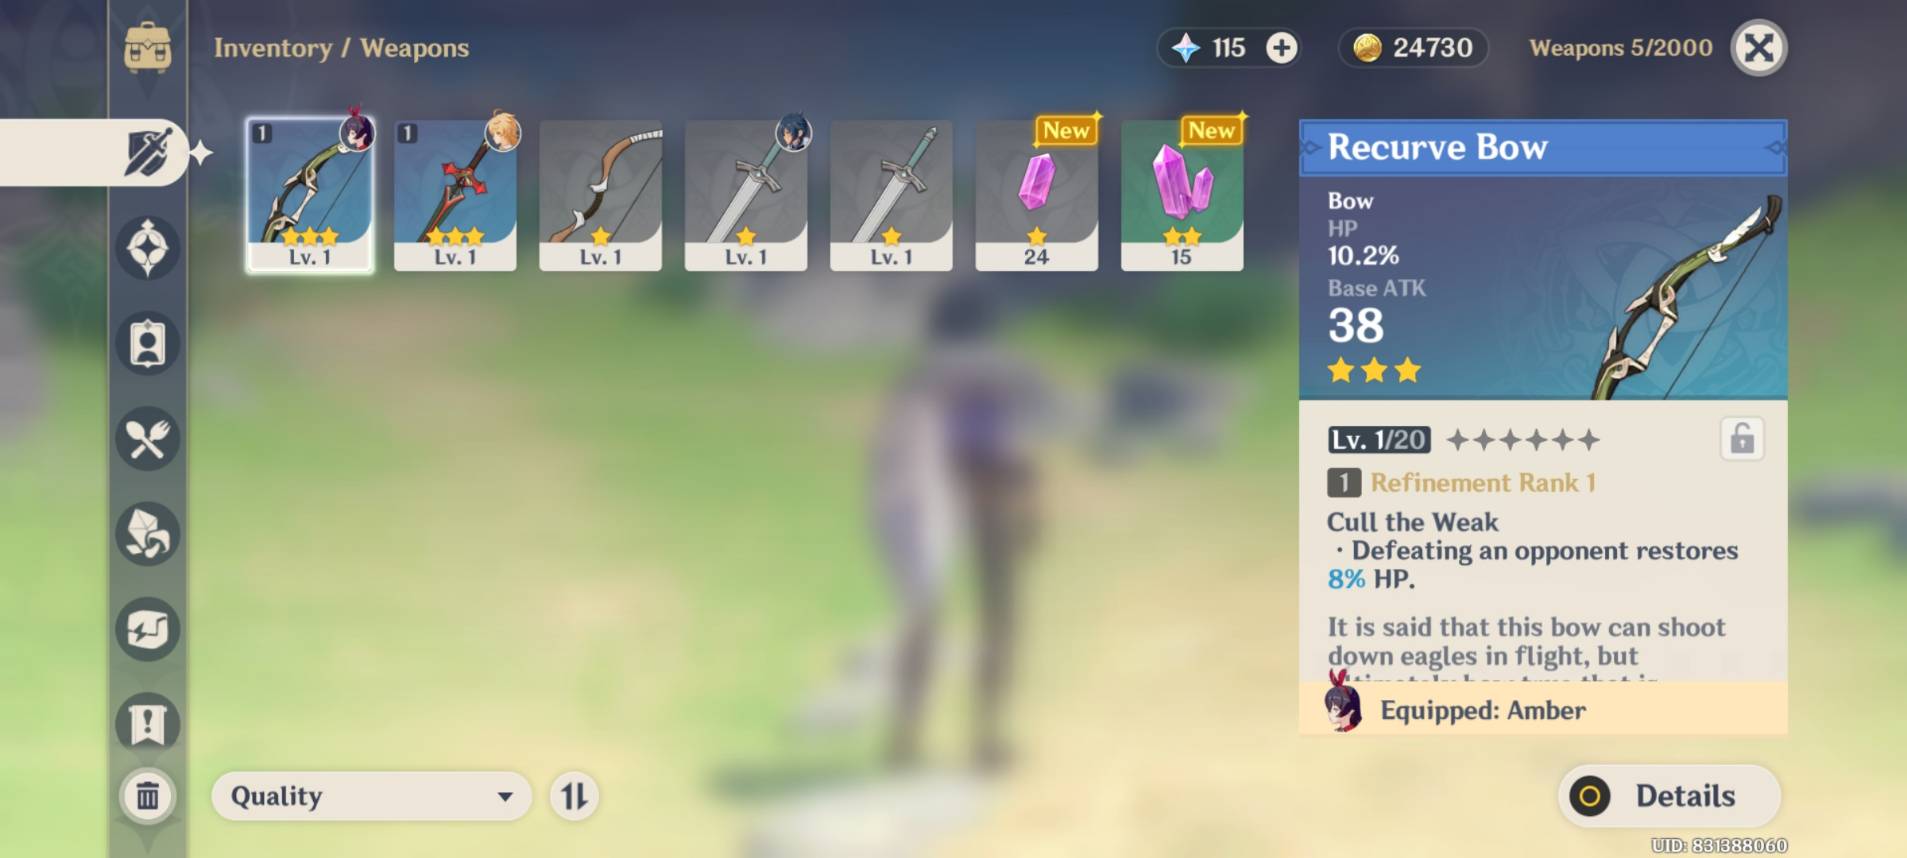 Inventory / Weapons
115
24730
Weapons 5/2000
1
Lv. 1
1
Lv. 1
Lv. 1
Lv. 1
Lv. 1
New
24
New
15
Recurve Bow
Bow
HP
10.2%
Base ATK
38
Lv. 1/20
1 Refinement Rank 1
Cull the Weak
· Defeating an opponent restores
8% HP.
It is said that this bow can shoot
down eagles in flight, but
Equipped: Amber
Quality
Details
UID: 831388060